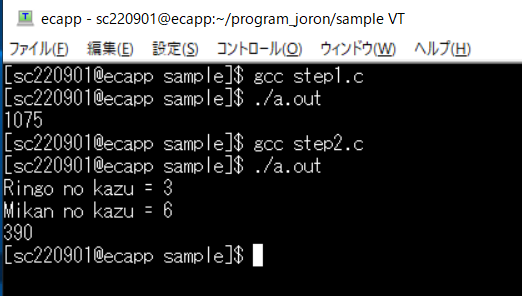 ecapp - sc220901@ecapp:~/program_joron/sample VT
ファイル(F) 編集(E) 設定(S) コントロール(O) ウィンドウ(W) ヘルプ(H)
[sc220901@ecapp sample]$ gcc step1.c
[sc220901@ecapp sample]$ ./a.out
1075
[sc220901@ecapp sample]$ gcc step2.c
[sc220901@ecapp sample]$ ./a.out
Ringo no kazu = 3
Mikan no kazu = 6
390
[sc220901@ecapp sample]$